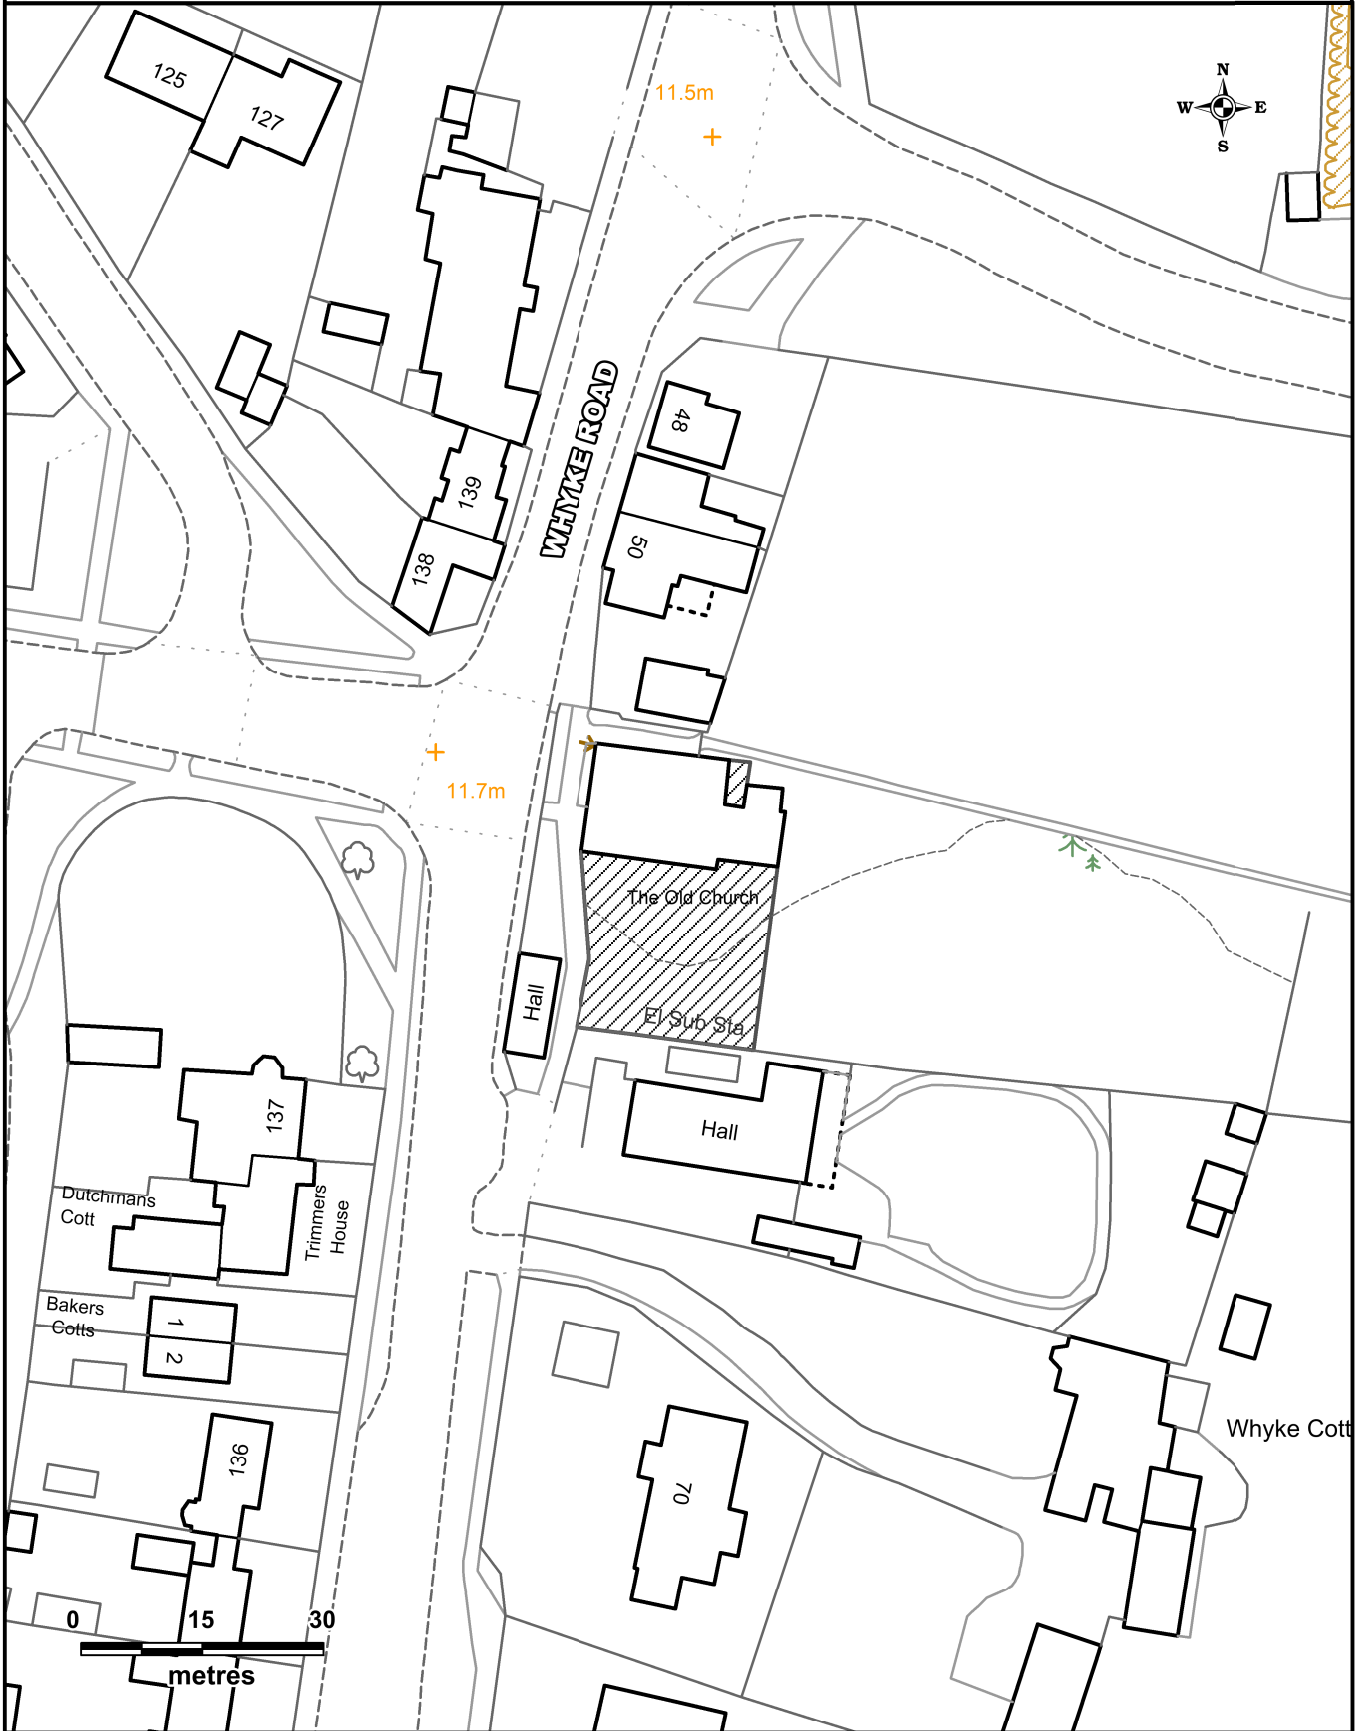 125
127
11.5m
N
W E
S
WHYKE ROAD
48
139
50
138
11.7m
The Old Church
Hall
El Sub Sta
137
Hall
Dutchmans
Cott
Trimmers
House
Bakers
Cotts
1
2
Whyke Cott
136
70
0 15 30
metres